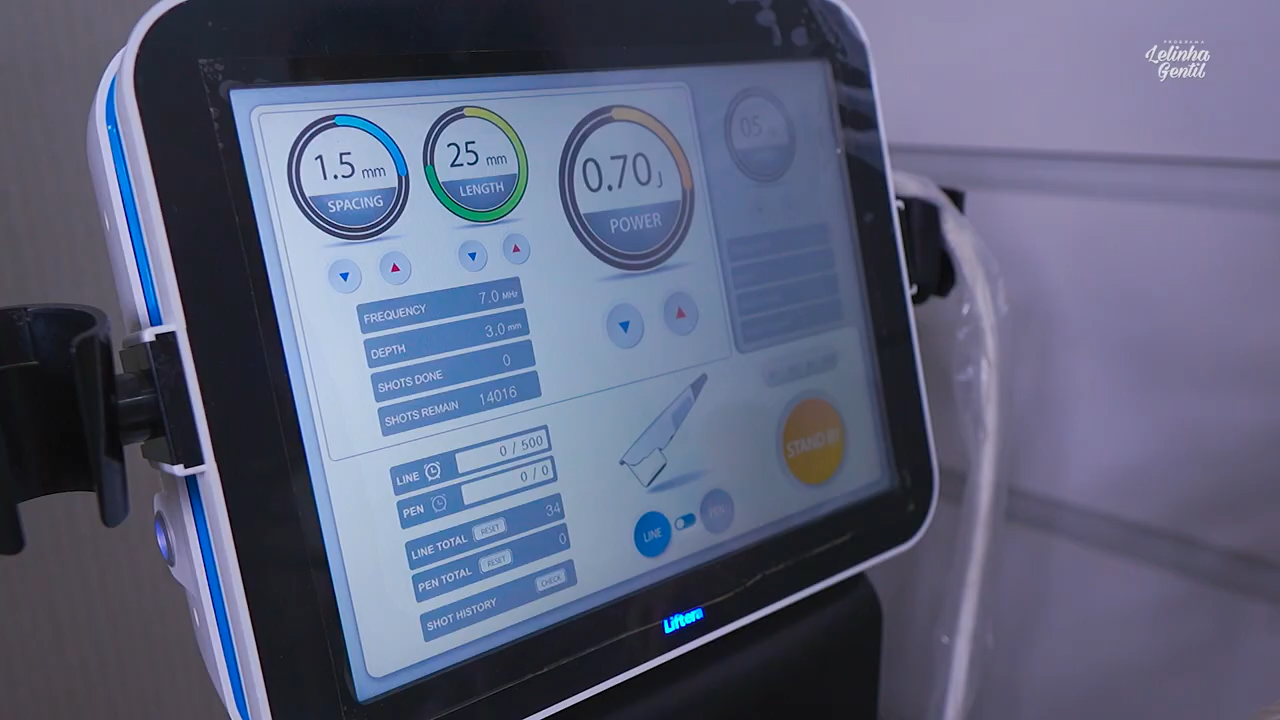 PROGRAMA
Lelinha
Gentil
1.5 mm
SPACING
25 mm
LENGTH
0.70 J
POWER
05
FREQUENCY 7.0 MHz
DEPTH 3.0 mm
SHOTS DONE 0
SHOTS REMAIN 14016
LINE 0 / 500
PEN 0 / 0
LINE TOTAL RESET 34
PEN TOTAL RESET 0
SHOT HISTORY CHECK
LINE PEN
STAND BY
Liftera